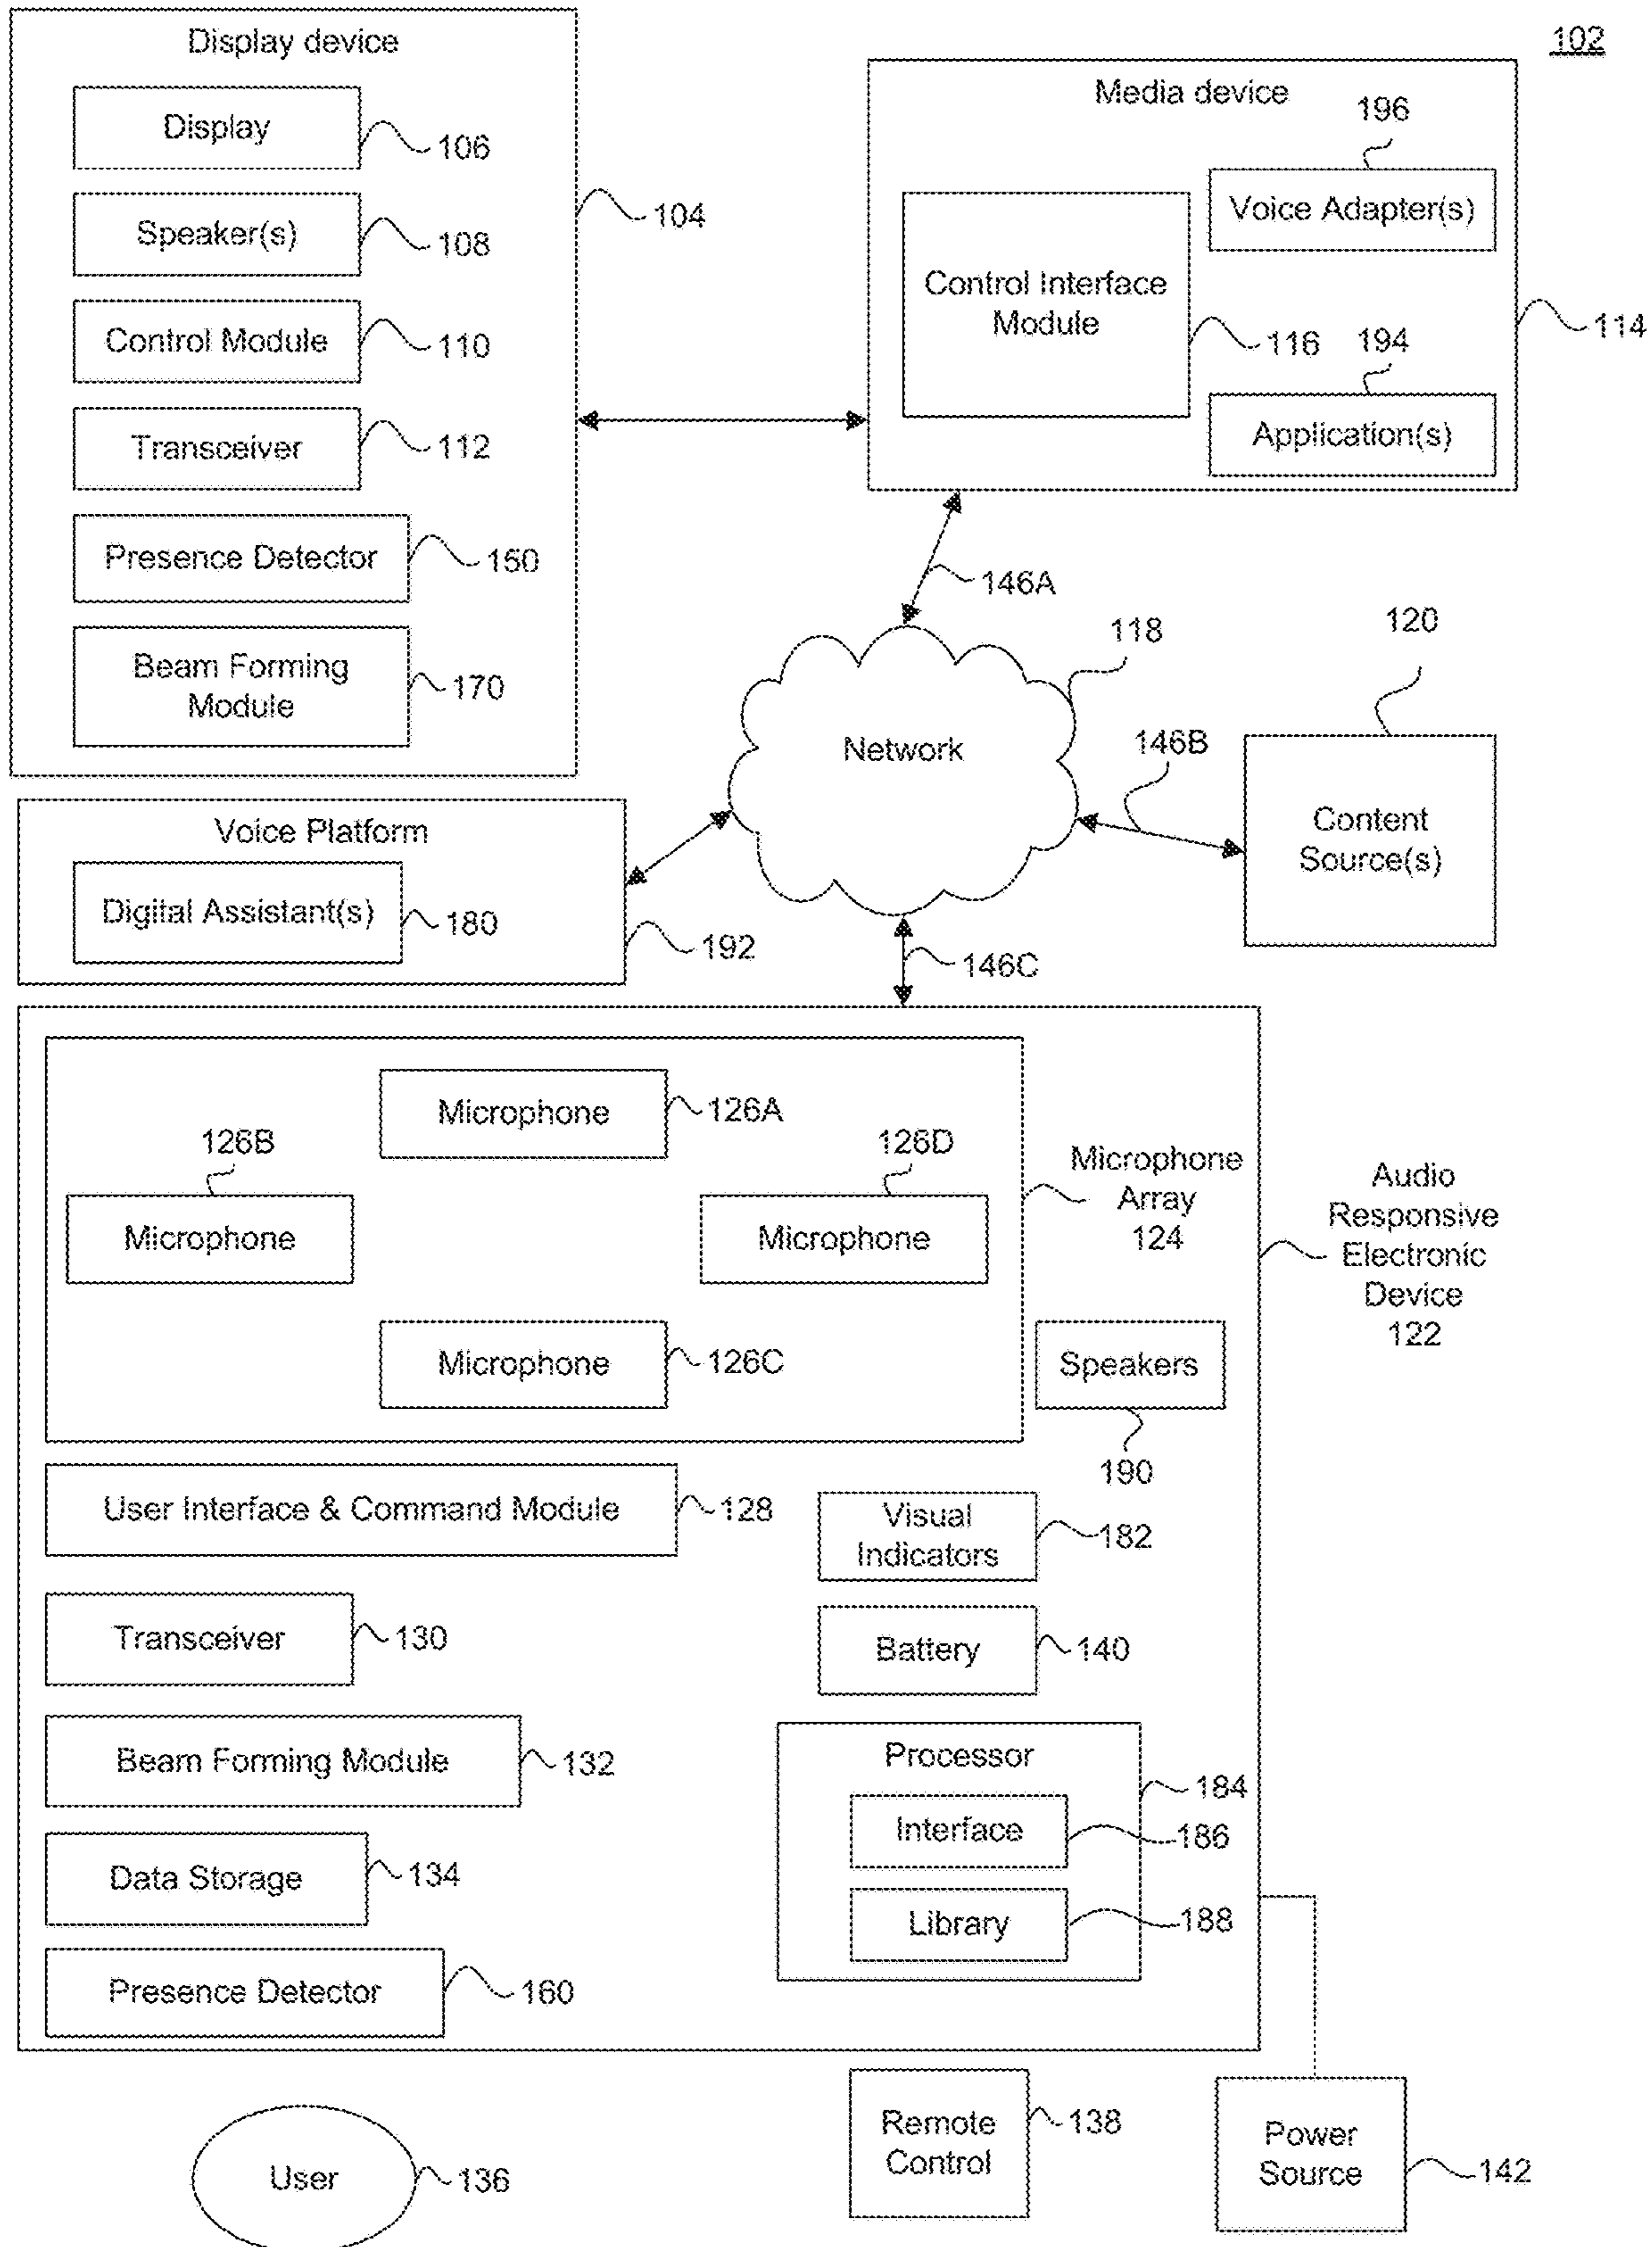 102
Display device
Display
106
Speaker(s)
108
Control Module
110
Transceiver
112
Presence Detector
150
Beam Forming
Module
170
104
Media device
196
Voice Adapter(s)
Control Interface
Module
116
194
Application(s)
114
146A
118
Network
120
146B
Content
Source(s)
Voice Platform
Digital Assistant(s)
180
192
146C
Microphone
126A
126B
Microphone
126D
Microphone
Microphone
126C
Microphone
Array
124
Audio
Responsive
Electronic
Device
122
Speakers
190
User Interface & Command Module
128
Visual
Indicators
182
Transceiver
130
Battery
140
Beam Forming Module
132
Processor
184
Interface
186
Library
188
Data Storage
134
Presence Detector
160
User
136
Remote
Control
138
Power
Source
142